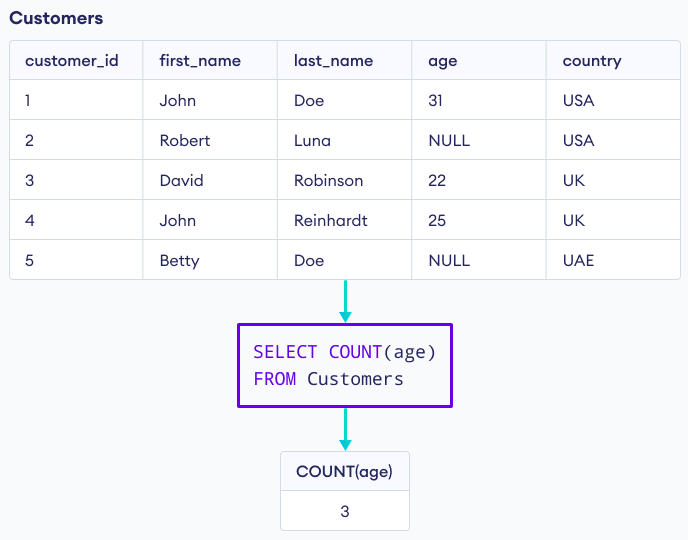 Customers
customer_id first_name last_name age country
1 John Doe 31 USA
2 Robert Luna NULL USA
3 David Robinson 22 UK
4 John Reinhardt 25 UK
5 Betty Doe NULL UAE
SELECT COUNT(age)
FROM Customers
COUNT(age)
3